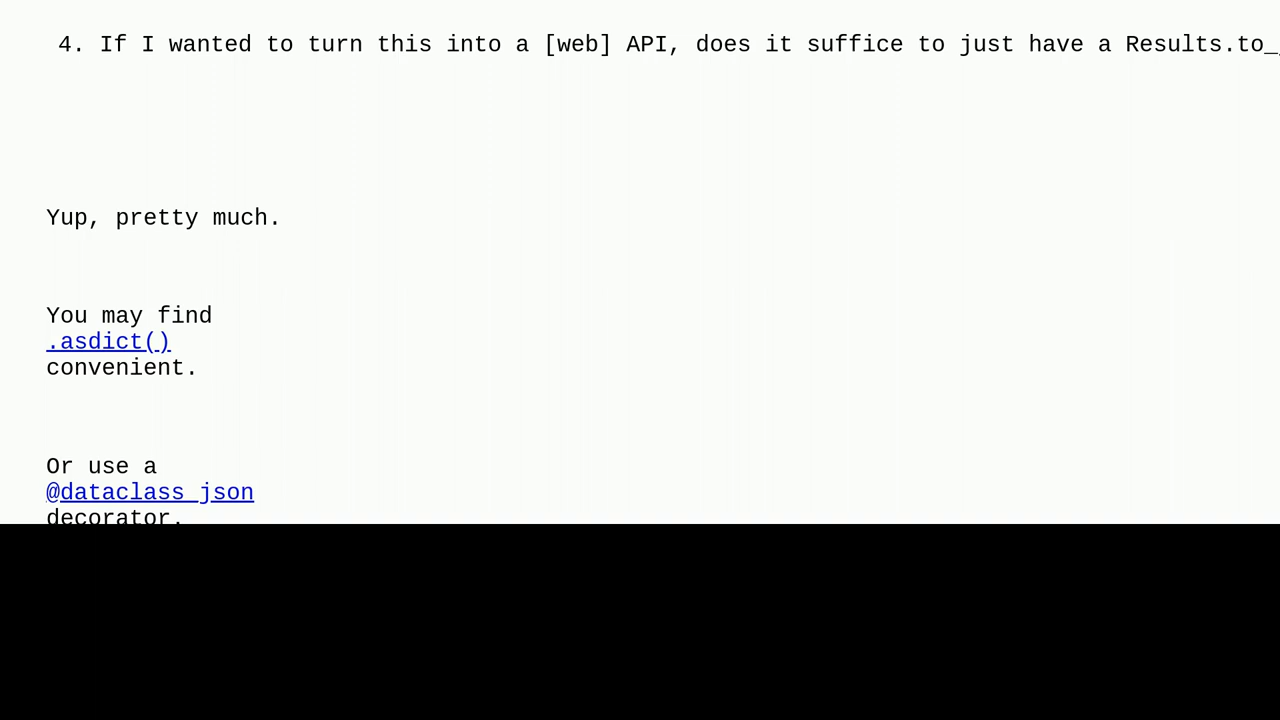 4. If I wanted to turn this into a [web] API, does it suffice to just have a Results.to_
Yup, pretty much.
You may find
.asdict()
convenient.
Or use a
@dataclass_json
decorator.